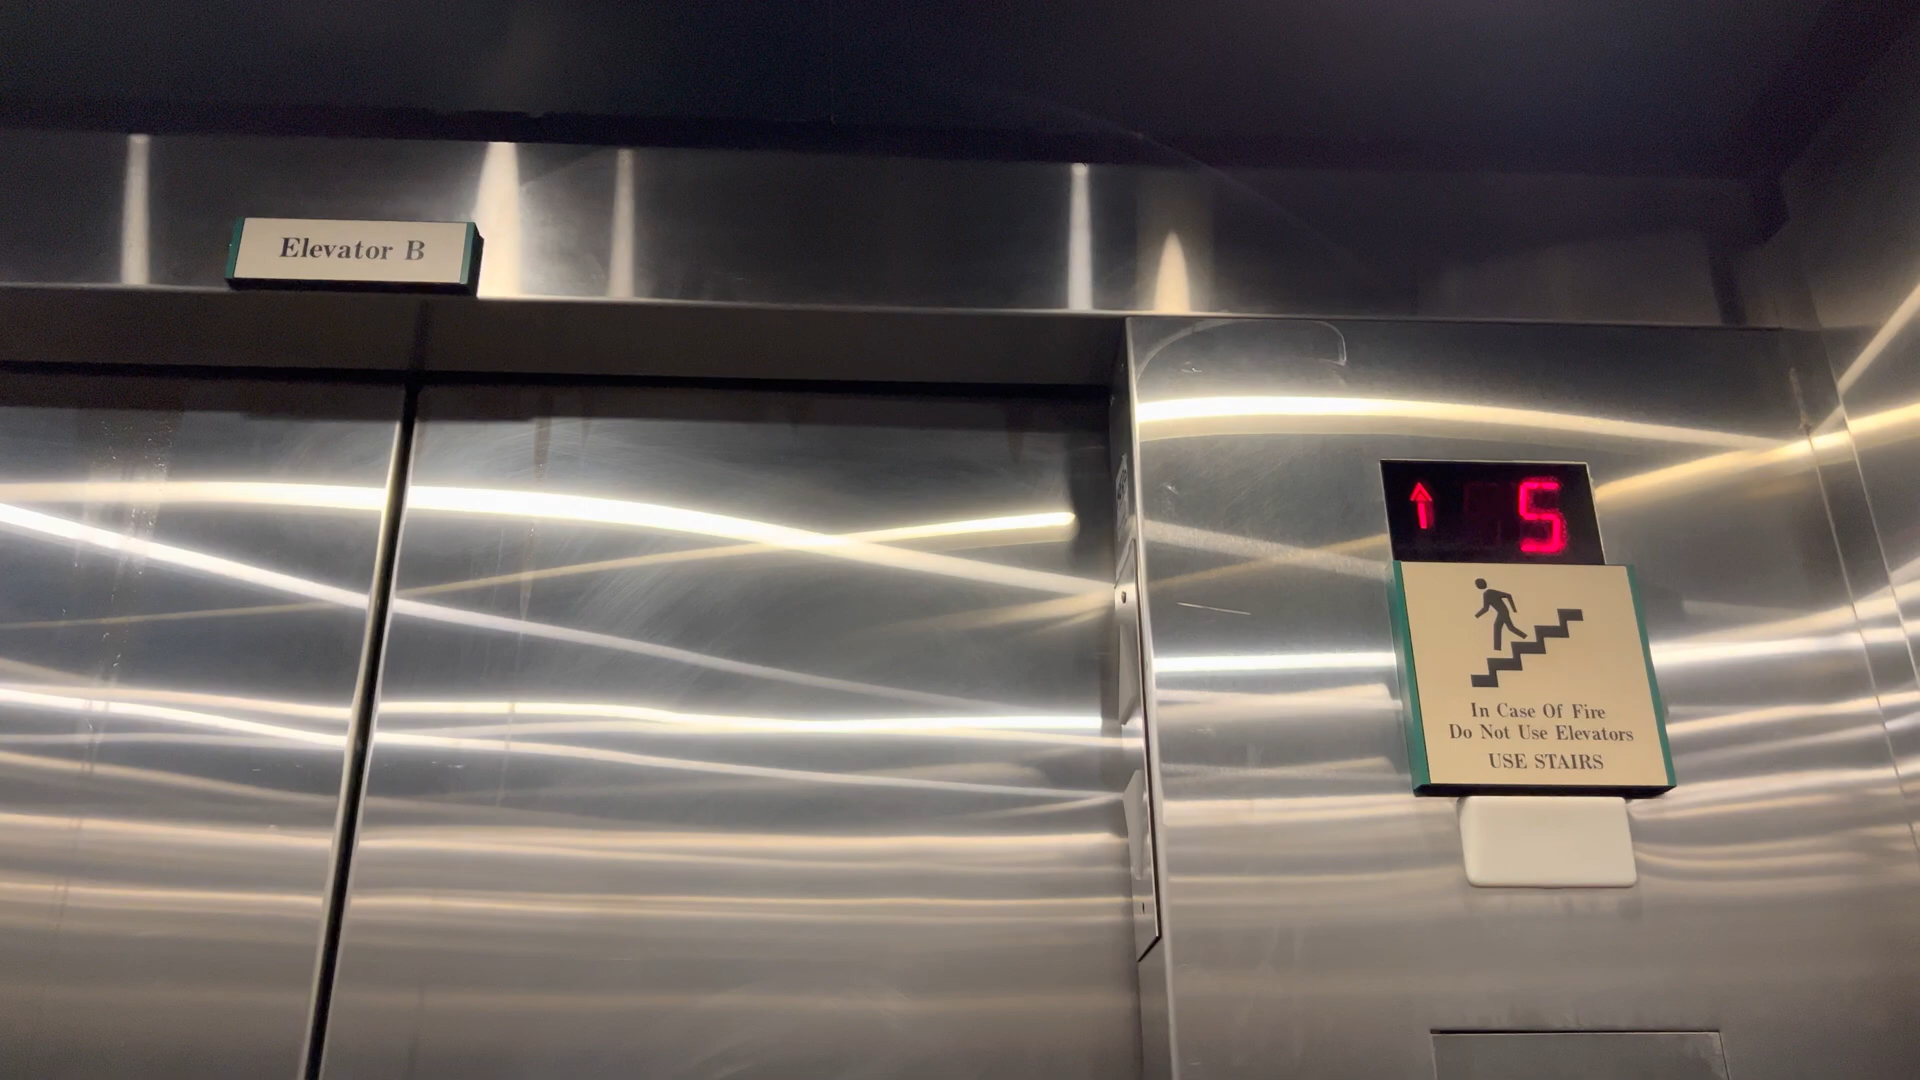 Elevator B
↑ 5
In Case Of Fire
Do Not Use Elevators
USE STAIRS